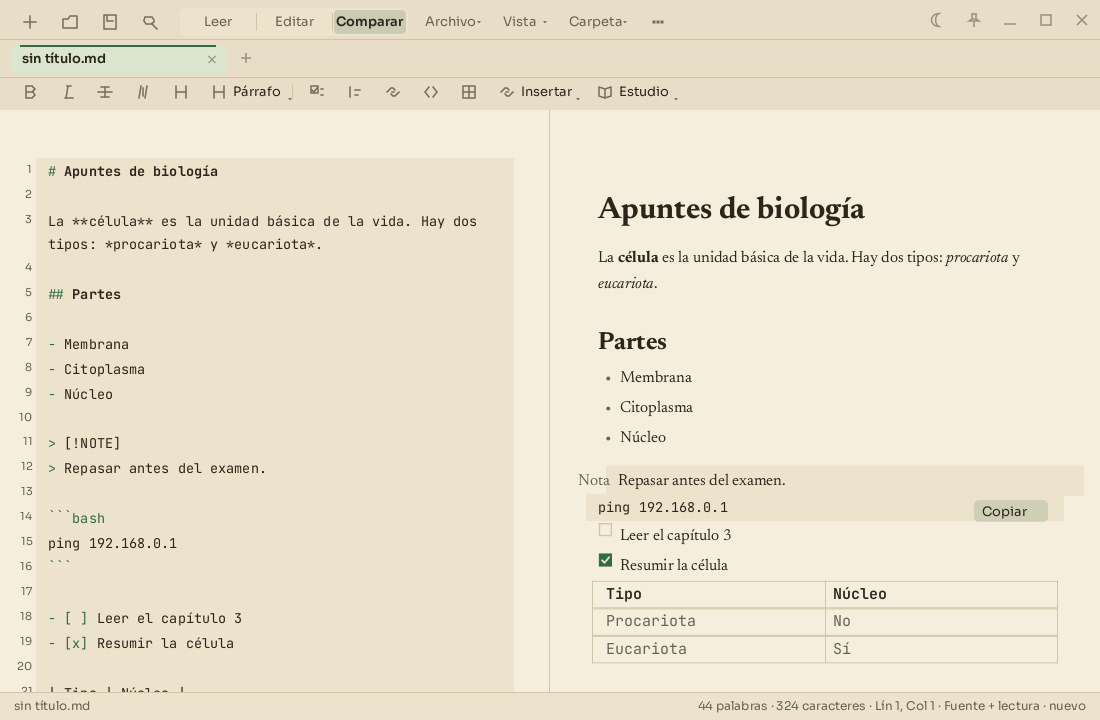 Leer Editar Comparar Archivo Vista Carpeta
sin título.md
Párrafo Insertar Estudio
1 # Apuntes de biología
2
3 La **célula** es la unidad básica de la vida. Hay dos
tipos: *procariota* y *eucariota*.
4
5 ## Partes
6
7 - Membrana
8 - Citoplasma
9 - Núcleo
10
11 > [!NOTE]
12 > Repasar antes del examen.
13
14 ```bash
15 ping 192.168.0.1
16 ```
17
18 - [ ] Leer el capítulo 3
19 - [x] Resumir la célula
20
21 | Tipo | Núcleo |
Apuntes de biología
La célula es la unidad básica de la vida. Hay dos tipos: procariota y
eucariota.
Partes
• Membrana
• Citoplasma
• Núcleo
Nota Repasar antes del examen.
ping 192.168.0.1 Copiar
Leer el capítulo 3
Resumir la célula
Tipo Núcleo
Procariota No
Eucariota Sí
sin título.md 44 palabras · 324 caracteres · Lín 1, Col 1 · Fuente + lectura · nuevo